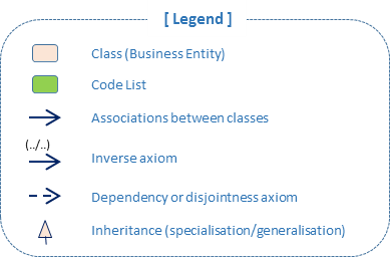 [ Legend ]
Class (Business Entity)
Code List
Associations between classes
(../..)
Inverse axiom
Dependency or disjointness axiom
Inheritance (specialisation/generalisation)